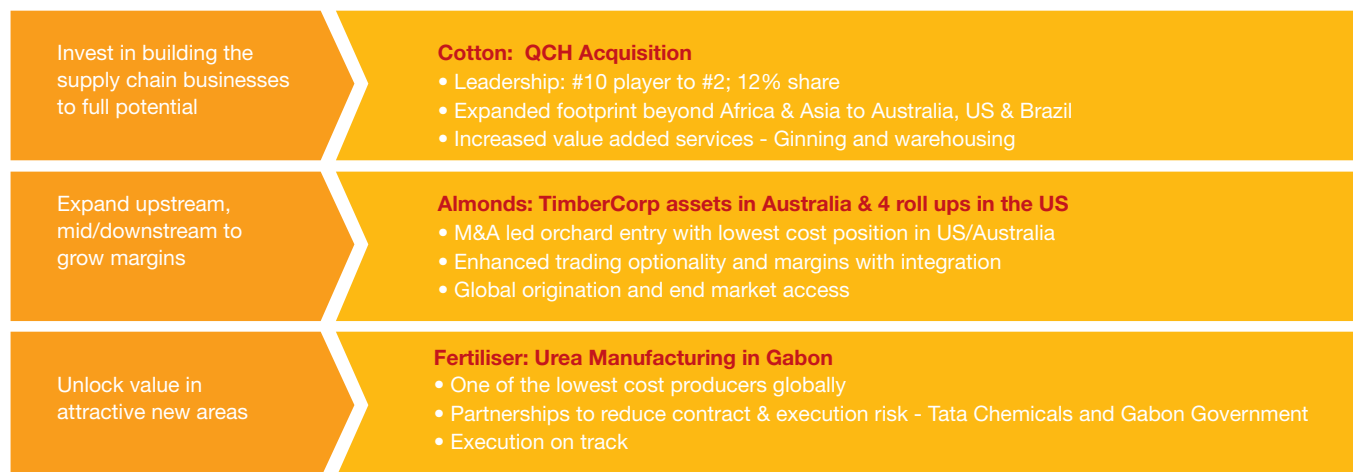 Invest in building the
supply chain businesses
to full potential
Cotton:  QCH Acquisition
• Leadership: #10 player to #2; 12% share
• Expanded footprint beyond Africa & Asia to Australia, US & Brazil
• Increased value added services - Ginning and warehousing
Expand upstream,
mid/downstream to
grow margins
Almonds: TimberCorp assets in Australia & 4 roll ups in the US
• M&A led orchard entry with lowest cost position in US/Australia
• Enhanced trading optionality and margins with integration
• Global origination and end market access
Unlock value in
attractive new areas
Fertiliser: Urea Manufacturing in Gabon
• One of the lowest cost producers globally
• Partnerships to reduce contract & execution risk - Tata Chemicals and Gabon Government
• Execution on track